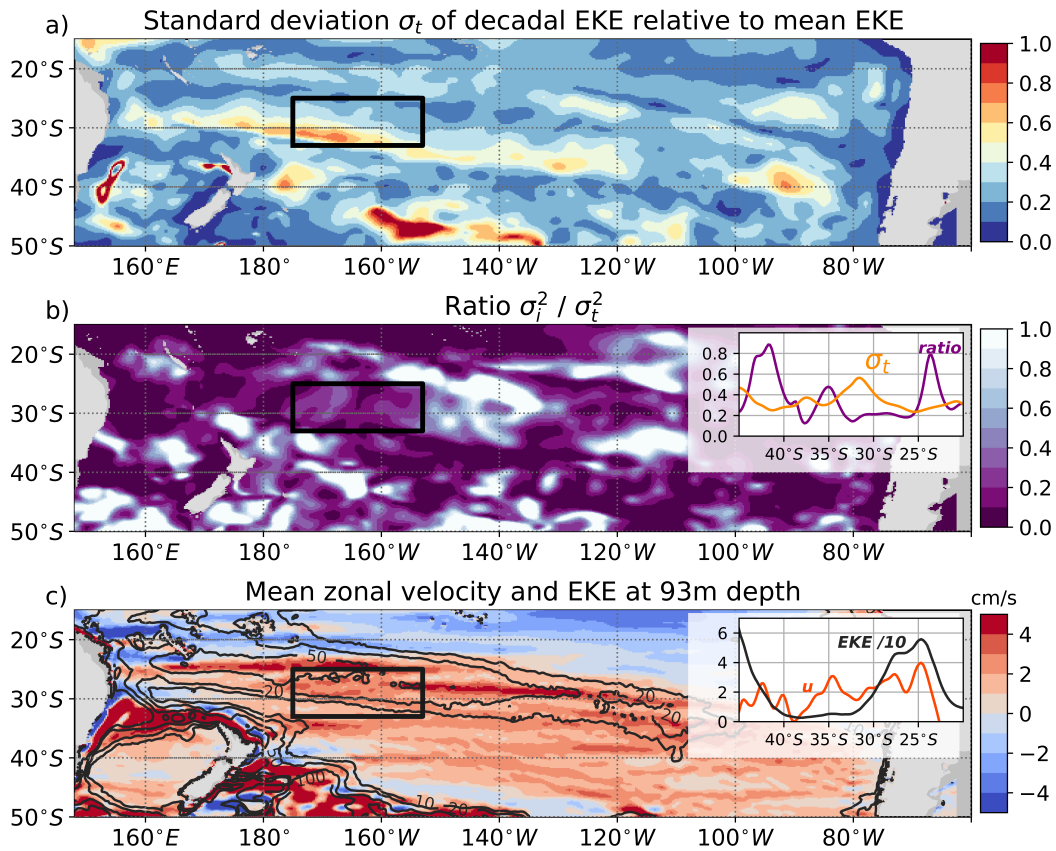 Standard deviation σt of decadal EKE relative to mean EKE
a)
20°S
30°S
40°S
50°S
160°E
180°
160°W
140°W
120°W
100°W
80°W
1.0
0.8
0.6
0.4
0.2
0.0
Ratio σi² / σt²
b)
20°S
30°S
40°S
50°S
160°E
180°
160°W
140°W
120°W
100°W
80°W
0.8
0.6
0.4
0.2
0.0
σt
ratio
40°S 35°S 30°S 25°S
1.0
0.8
0.6
0.4
0.2
0.0
Mean zonal velocity and EKE at 93m depth
c)
20°S
30°S
40°S
50°S
160°E
180°
160°W
140°W
120°W
100°W
80°W
50
20
20
20
50
100
10
20
6
4
2
0
EKE /10
u
40°S 35°S 30°S 25°S
cm/s
4
2
0
−2
−4